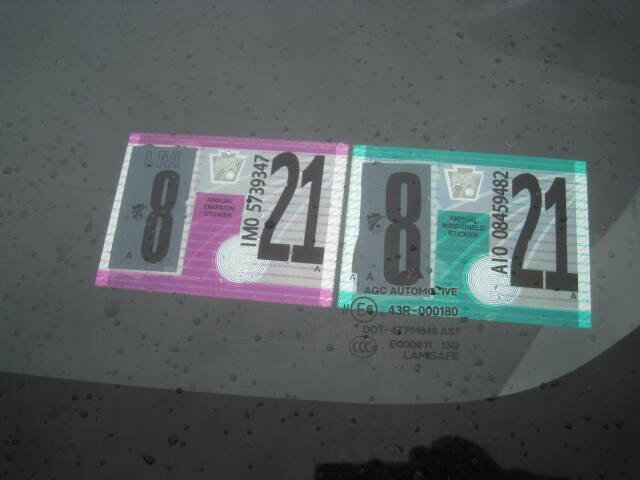 IM
8
ANNUAL
EMISSION
STICKER
IM0 5739347
21
A
A
8
ANNUAL
WINDSHIELD
STICKER
AI0 08459482
21
A
A
AGC AUTOMOTIVE
43R-000180
DOT-477M846 AS1
E000011 13Q
LAMISAFE
2